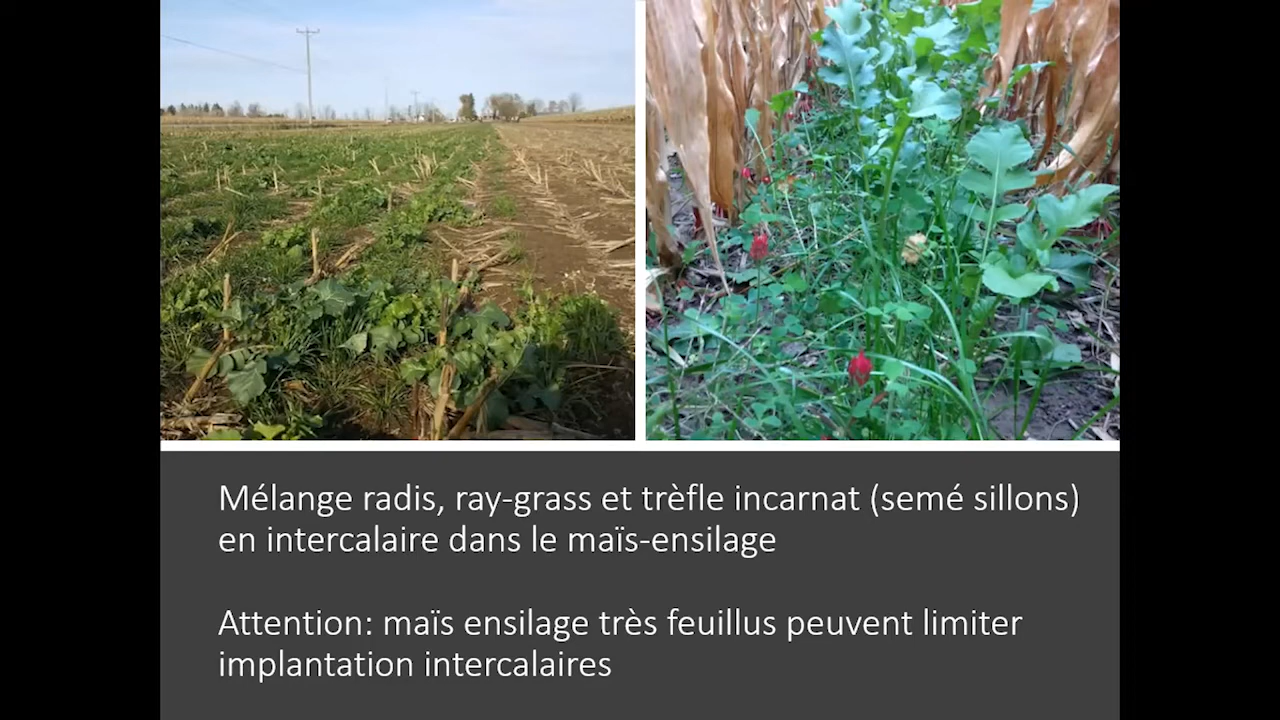 Mélange radis, ray-grass et trèfle incarnat (semé sillons)
en intercalaire dans le maïs-ensilage
Attention: maïs ensilage très feuillus peuvent limiter
implantation intercalaires